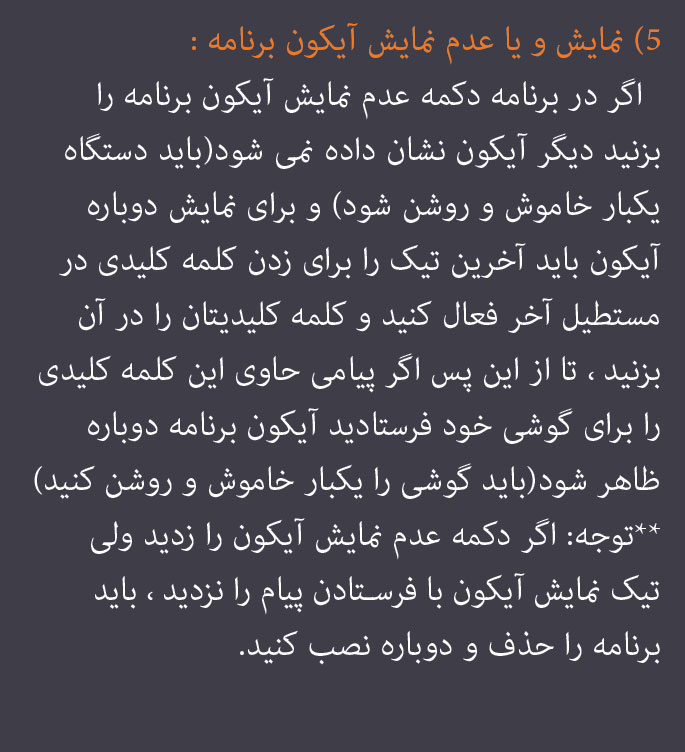 5) نمایش و یا عدم نمایش آیکون برنامه :
اگر در برنامه دکمه عدم نمایش آیکون برنامه را
بزنید دیگر آیکون نشان داده نمی شود(باید دستگاه
یکبار خاموش و روشن شود) و برای نمایش دوباره
آیکون باید آخرین تیک را برای زدن کلمه کلیدی در
مستطیل آخر فعال کنید و کلمه کلیدیتان را در آن
بزنید ، تا از این پس اگر پیامی حاوی این کلمه کلیدی
را برای گوشی خود فرستادید آیکون برنامه دوباره
ظاهر شود(باید گوشی را یکبار خاموش و روشن کنید)
**توجه: اگر دکمه عدم نمایش آیکون را زدید ولی
تیک نمایش آیکون با فرسـتادن پیام را نزدید ، باید
برنامه را حذف و دوباره نصب کنید.